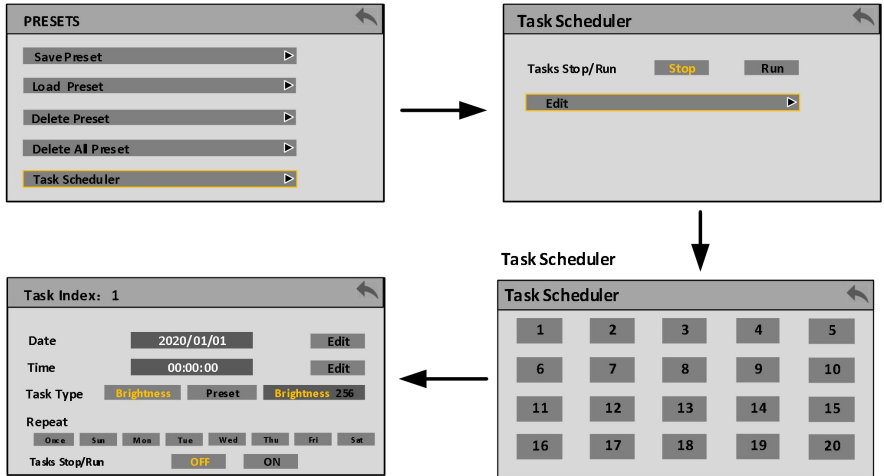 PRESETS
Save Preset
Load Preset
Delete Preset
Delete All Preset
Task Scheduler
Task Scheduler
Tasks Stop/Run Stop Run
Edit
Task Scheduler
Task Scheduler
1 2 3 4 5
6 7 8 9 10
11 12 13 14 15
16 17 18 19 20
Task Index: 1
Date 2020/01/01 Edit
Time 00:00:00 Edit
Task Type Brightness Preset Brightness 256
Repeat
Once Sun Mon Tue Wed Thu Fri Sat
Tasks Stop/Run OFF ON